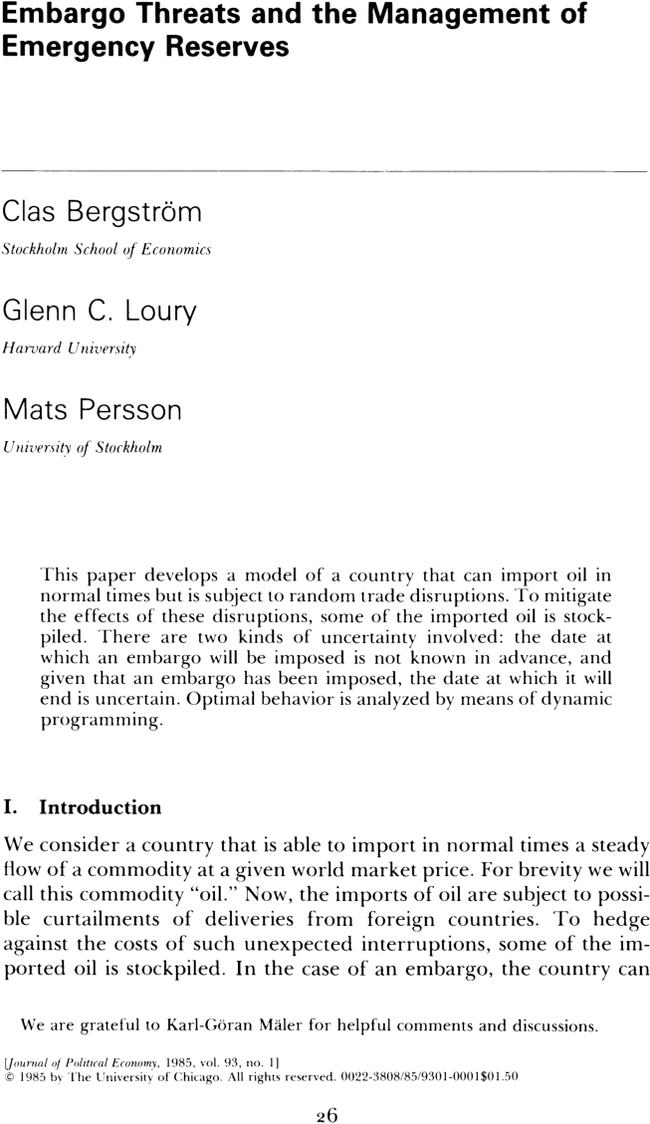 Embargo Threats and the Management of
Emergency Reserves
Clas Bergström
Stockholm School of Economics
Glenn C. Loury
Harvard University
Mats Persson
University of Stockholm
This paper develops a model of a country that can import oil in
normal times but is subject to random trade disruptions. To mitigate
the effects of these disruptions, some of the imported oil is stock-
piled. There are two kinds of uncertainty involved: the date at
which an embargo will be imposed is not known in advance, and
given that an embargo has been imposed, the date at which it will
end is uncertain. Optimal behavior is analyzed by means of dynamic
programming.
I. Introduction
We consider a country that is able to import in normal times a steady
flow of a commodity at a given world market price. For brevity we will
call this commodity “oil.” Now, the imports of oil are subject to possi-
ble curtailments of deliveries from foreign countries. To hedge
against the costs of such unexpected interruptions, some of the im-
ported oil is stockpiled. In the case of an embargo, the country can
We are grateful to Karl-Göran Mäler for helpful comments and discussions.
[Journal of Political Economy, 1985, vol. 93, no. 1]
© 1985 by The University of Chicago. All rights reserved. 0022-3808/85/9301-0001$01.50
26